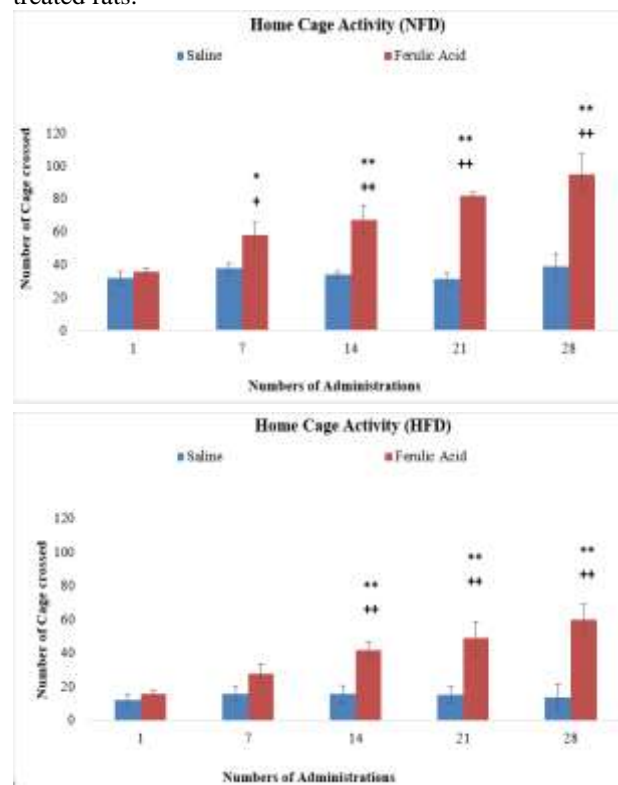 treated rats.
Home Cage Activity (NFD)
Saline Ferulic Acid
Number of Cage crossed
120
100
80
60
40
20
0
*
+
**
++
**
++
**
++
1 7 14 21 28
Numbers of Administrations
Home Cage Activity (HFD)
Saline Ferulic Acid
Number of Cage crossed
120
100
80
60
40
20
0
**
++
**
++
**
++
1 7 14 21 28
Numbers of Administrations